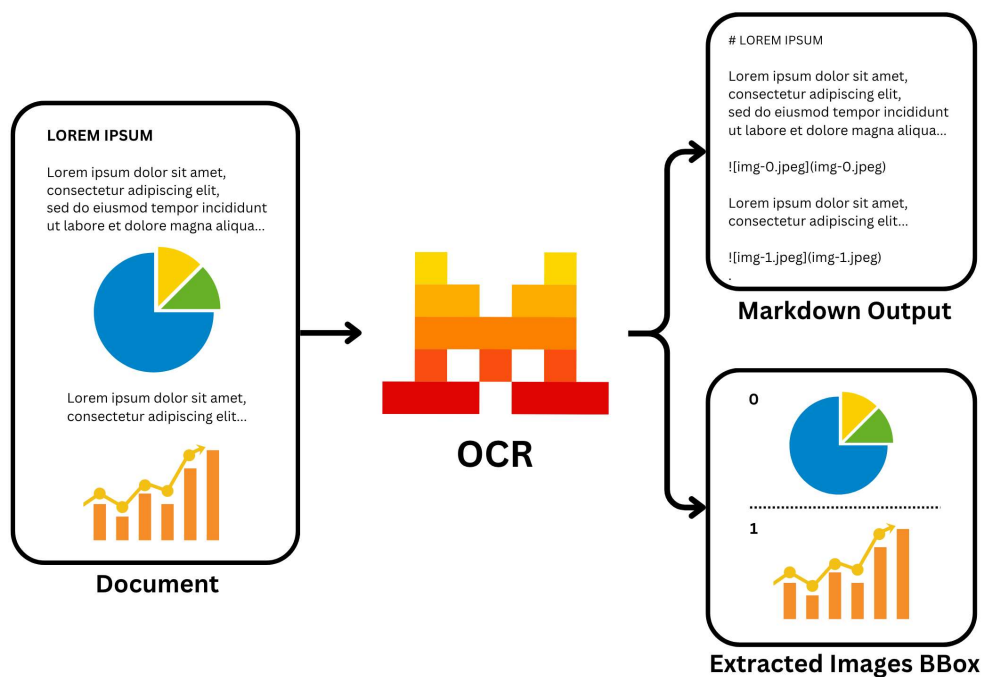 LOREM IPSUM
Lorem ipsum dolor sit amet,
consectetur adipiscing elit,
sed do eiusmod tempor incididunt
ut labore et dolore magna aliqua...
Lorem ipsum dolor sit amet,
consectetur adipiscing elit...
Document
OCR
# LOREM IPSUM
Lorem ipsum dolor sit amet,
consectetur adipiscing elit,
sed do eiusmod tempor incididunt
ut labore et dolore magna aliqua...
![img-0.jpeg](img-0.jpeg)
Lorem ipsum dolor sit amet,
consectetur adipiscing elit...
![img-1.jpeg](img-1.jpeg)
.
Markdown Output
0
1
Extracted Images BBox